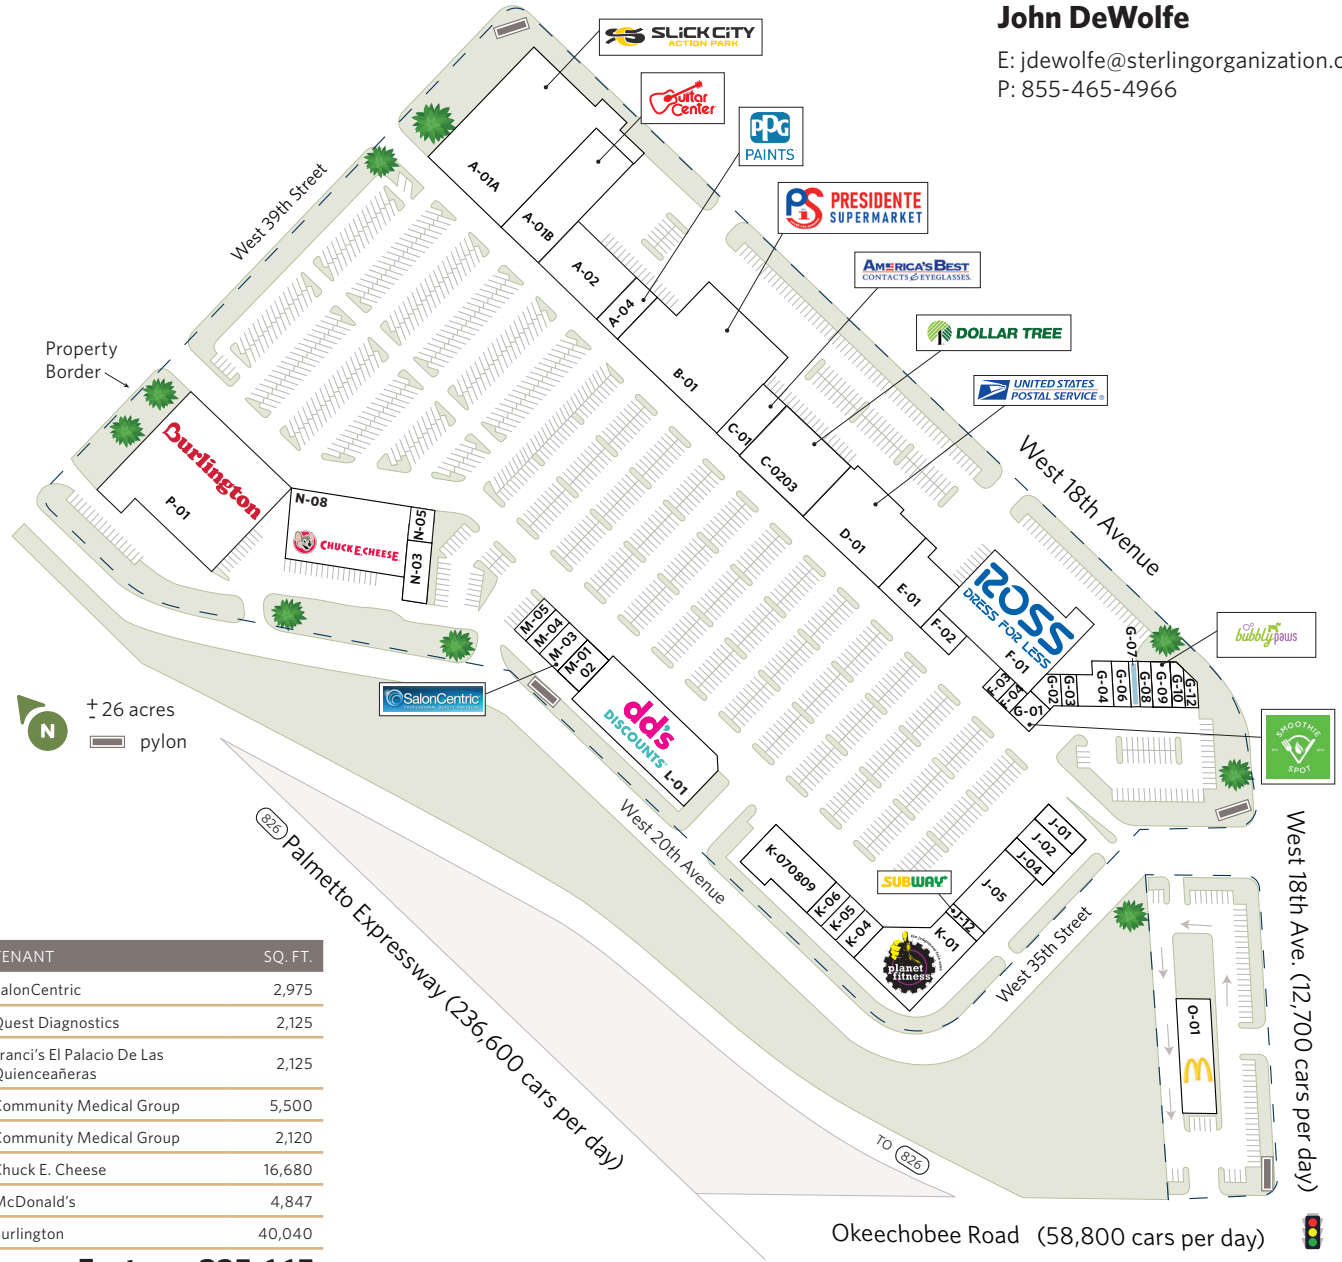 John DeWolfe
E: jdewolfe@sterlingorganization.c
P: 855-465-4966
SLICK CITY
ACTION PARK
Guitar
Center
PPG
PAINTS
PS PRESIDENTE
SUPERMARKET
AMERICA'S BEST
CONTACTS & EYEGLASSES
DOLLAR TREE
UNITED STATES
POSTAL SERVICE®
West 39th Street
West 18th Avenue
Property
Border
A-01A
A-01B
A-02
A-04
B-01
C-01
C-0203
D-01
E-01
F-02
ROSS
DRESS FOR LESS
F-01
F-03
F-04
G-01
G-02
G-03
G-04
G-06
G-07
G-08
G-09
G-10
G-12
bubbly paws
SMOOTHIE
SPOT
Burlington
P-01
N-08
CHUCK E. CHEESE
N-05
N-03
M-05
M-04
M-03
M-01
02
SalonCentric
dd's
DISCOUNTS
L-01
N
+ - 26 acres
pylon
West 20th Avenue
K-070809
K-06
K-05
K-04
planet
fitness
K-01
SUBWAY
J-12
J-05
J-04
J-02
J-01
West 35th Street
826 Palmetto Expressway (236,600 cars per day)
West 18th Ave. (12,700 cars per day)
O-01
TO 826
Okeechobee Road (58,800 cars per day)
ENANT SQ. FT.
alonCentric 2,975
Quest Diagnostics 2,125
ranci's El Palacio De Las
Quienceañeras 2,125
Community Medical Group 5,500
Community Medical Group 2,120
Chuck E. Cheese 16,680
McDonald's 4,847
urlington 40,040